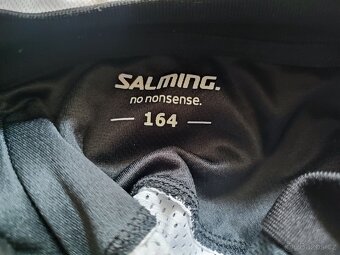 SALMING.
no nonsense.
— 164 —